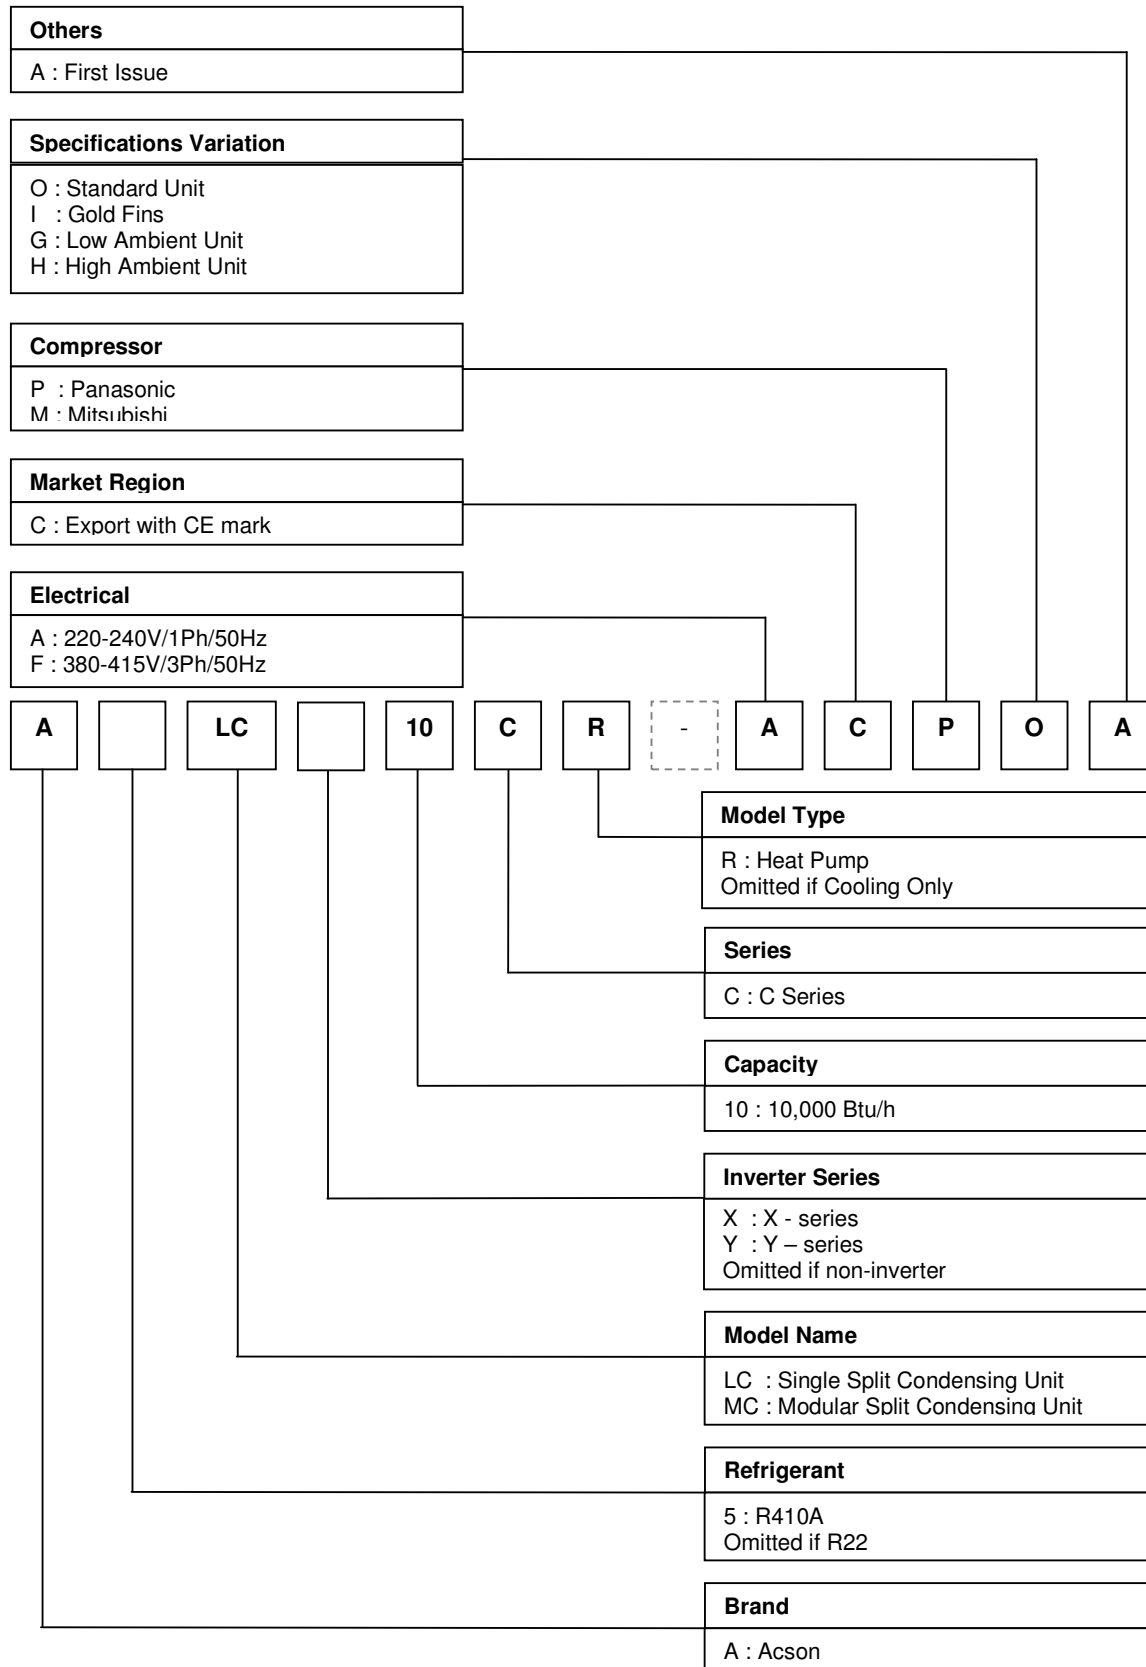 Others
A : First Issue
Specifications Variation
O : Standard Unit
I : Gold Fins
G : Low Ambient Unit
H : High Ambient Unit
Compressor
P : Panasonic
M : Mitsubishi
Market Region
C : Export with CE mark
Electrical
A : 220-240V/1Ph/50Hz
F : 380-415V/3Ph/50Hz
A LC 10 C R - A C P O A
Model Type
R : Heat Pump
Omitted if Cooling Only
Series
C : C Series
Capacity
10 : 10,000 Btu/h
Inverter Series
X : X - series
Y : Y – series
Omitted if non-inverter
Model Name
LC : Single Split Condensing Unit
MC : Modular Split Condensing Unit
Refrigerant
5 : R410A
Omitted if R22
Brand
A : Acson